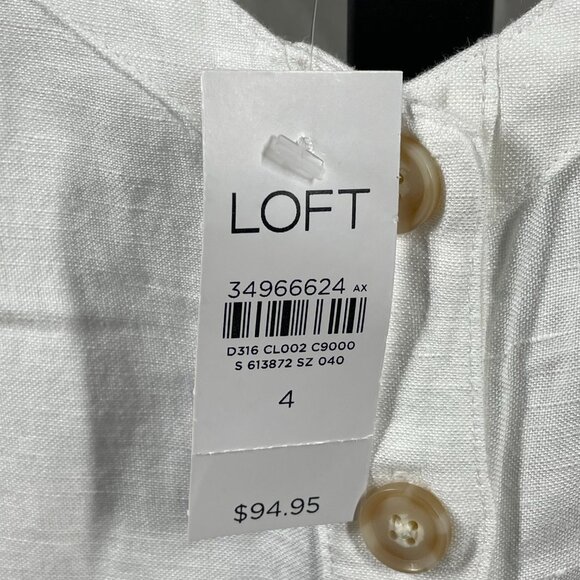 LOFT
34966624 AX
D316 CL002 C9000
S 613872 SZ 040
4
$94.95